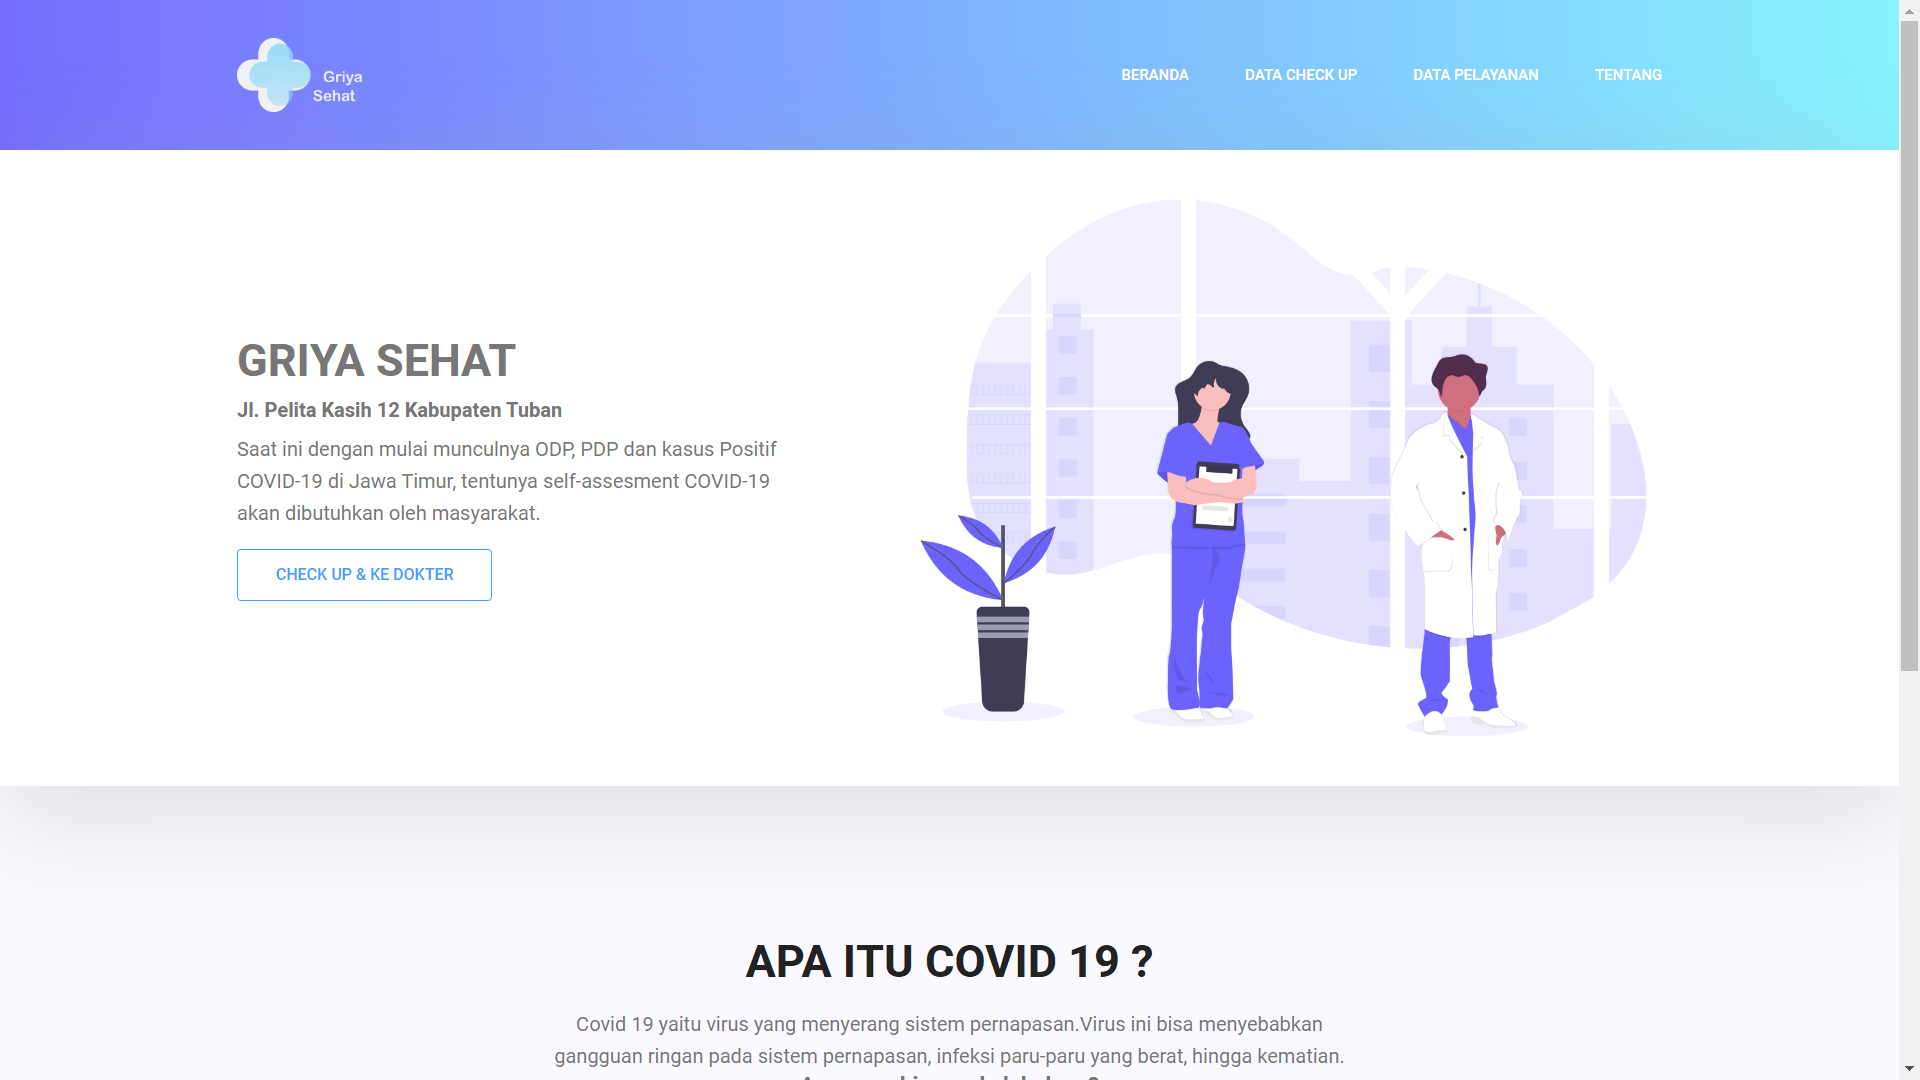 Griya
Sehat
BERANDA
DATA CHECK UP
DATA PELAYANAN
TENTANG
GRIYA SEHAT
Jl. Pelita Kasih 12 Kabupaten Tuban
Saat ini dengan mulai munculnya ODP, PDP dan kasus Positif
COVID-19 di Jawa Timur, tentunya self-assesment COVID-19
akan dibutuhkan oleh masyarakat.
CHECK UP & KE DOKTER
APA ITU COVID 19 ?
Covid 19 yaitu virus yang menyerang sistem pernapasan.Virus ini bisa menyebabkan
gangguan ringan pada sistem pernapasan, infeksi paru-paru yang berat, hingga kematian.